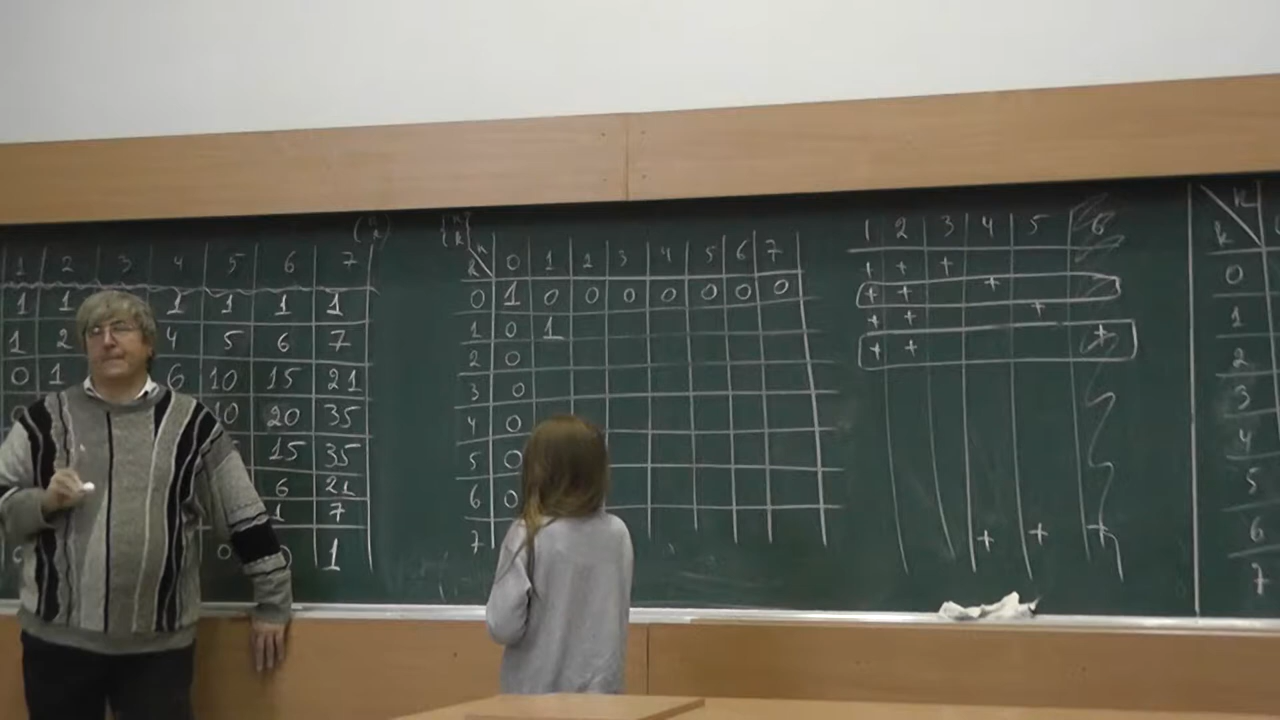 (n k)
1 2 3 4 5 6 7
1 1 1 1 1 1
1 2 4 5 6 7
0 1 6 10 15 21
0 10 20 35
15 35
6 21
1 7
0 0 1
{n k}
n
k 0 1 2 3 4 5 6 7
0 1 0 0 0 0 0 0 0
1 0 1
2 0
3 0
4 0
5 0
6 0
7
1 2 3 4 5 6
+ + +
+ + +
+ + +
+ + +
+ + +
k
0
1
2
3
4
5
6
7